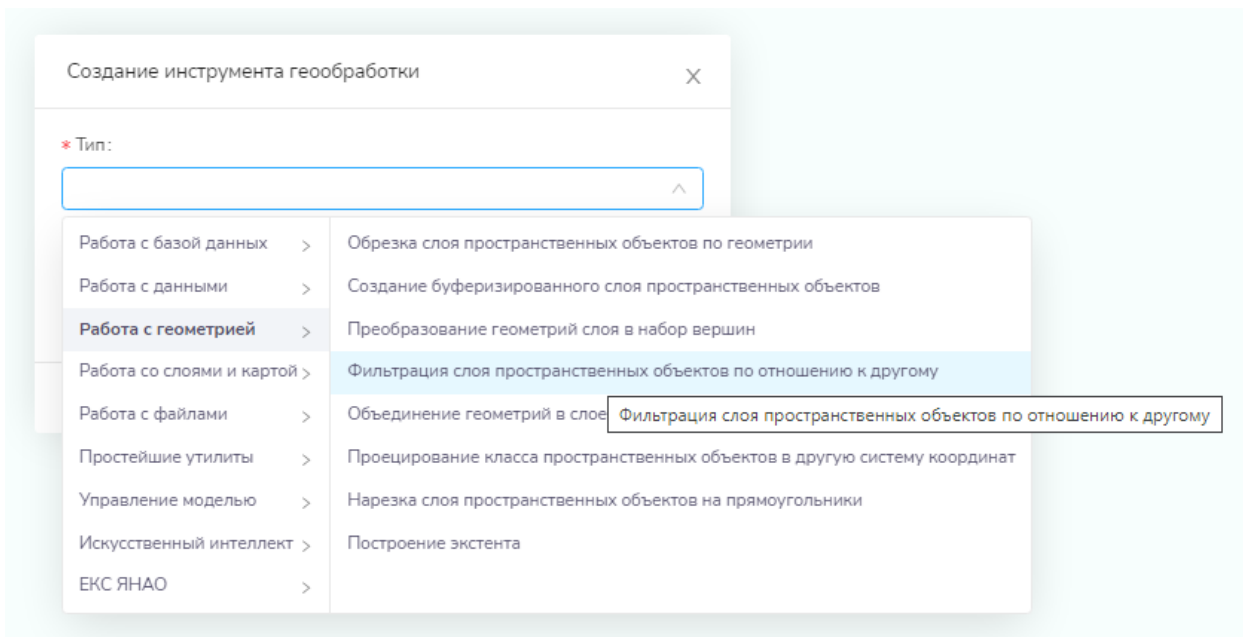 Создание инструмента геообработки
* Тип:
Работа с базой данных
Работа с данными
Работа с геометрией
Работа со слоями и картой
Работа с файлами
Простейшие утилиты
Управление моделью
Искусственный интеллект
ЕКС ЯНАО
Обрезка слоя пространственных объектов по геометрии
Создание буферизированного слоя пространственных объектов
Преобразование геометрий слоя в набор вершин
Фильтрация слоя пространственных объектов по отношению к другому
Объединение геометрий в слое
Фильтрация слоя пространственных объектов по отношению к другому
Проецирование класса пространственных объектов в другую систему координат
Нарезка слоя пространственных объектов на прямоугольники
Построение экстента